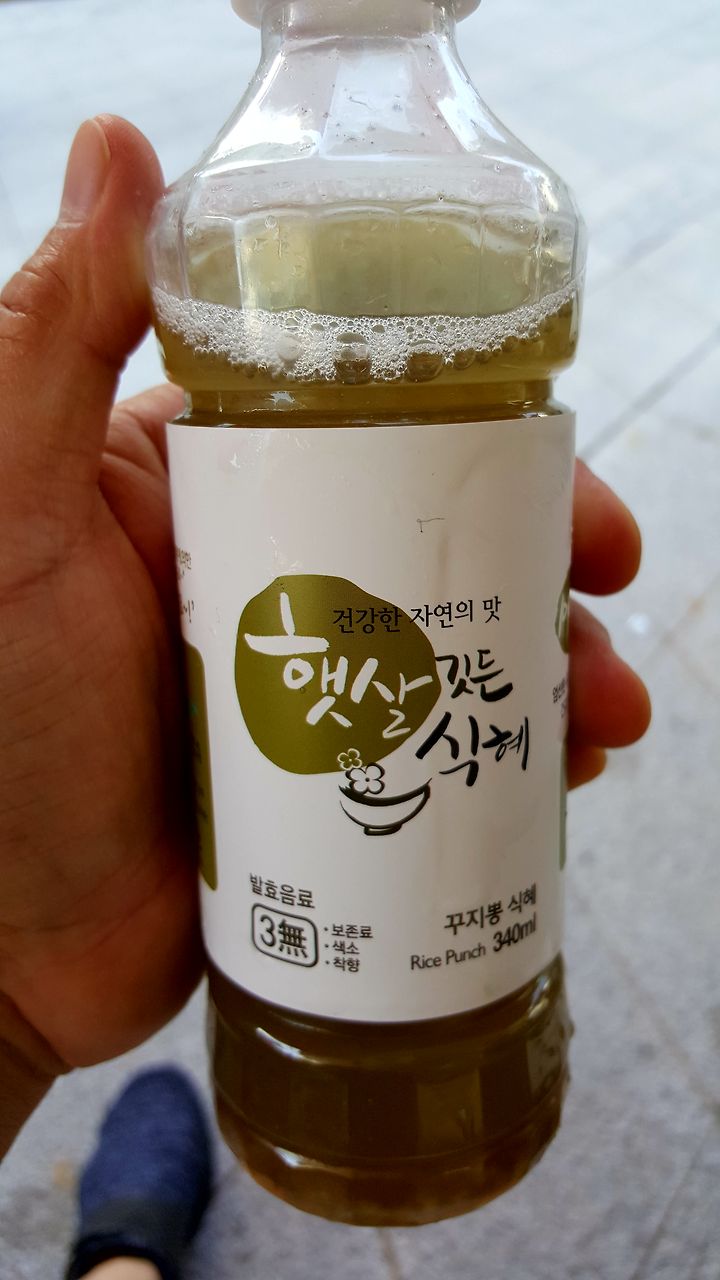 건강한 자연의 맛
햇살 깃든
식혜
발효음료
3無
· 보존료
· 색소
· 착향
꾸지뽕 식혜
Rice Punch 340ml